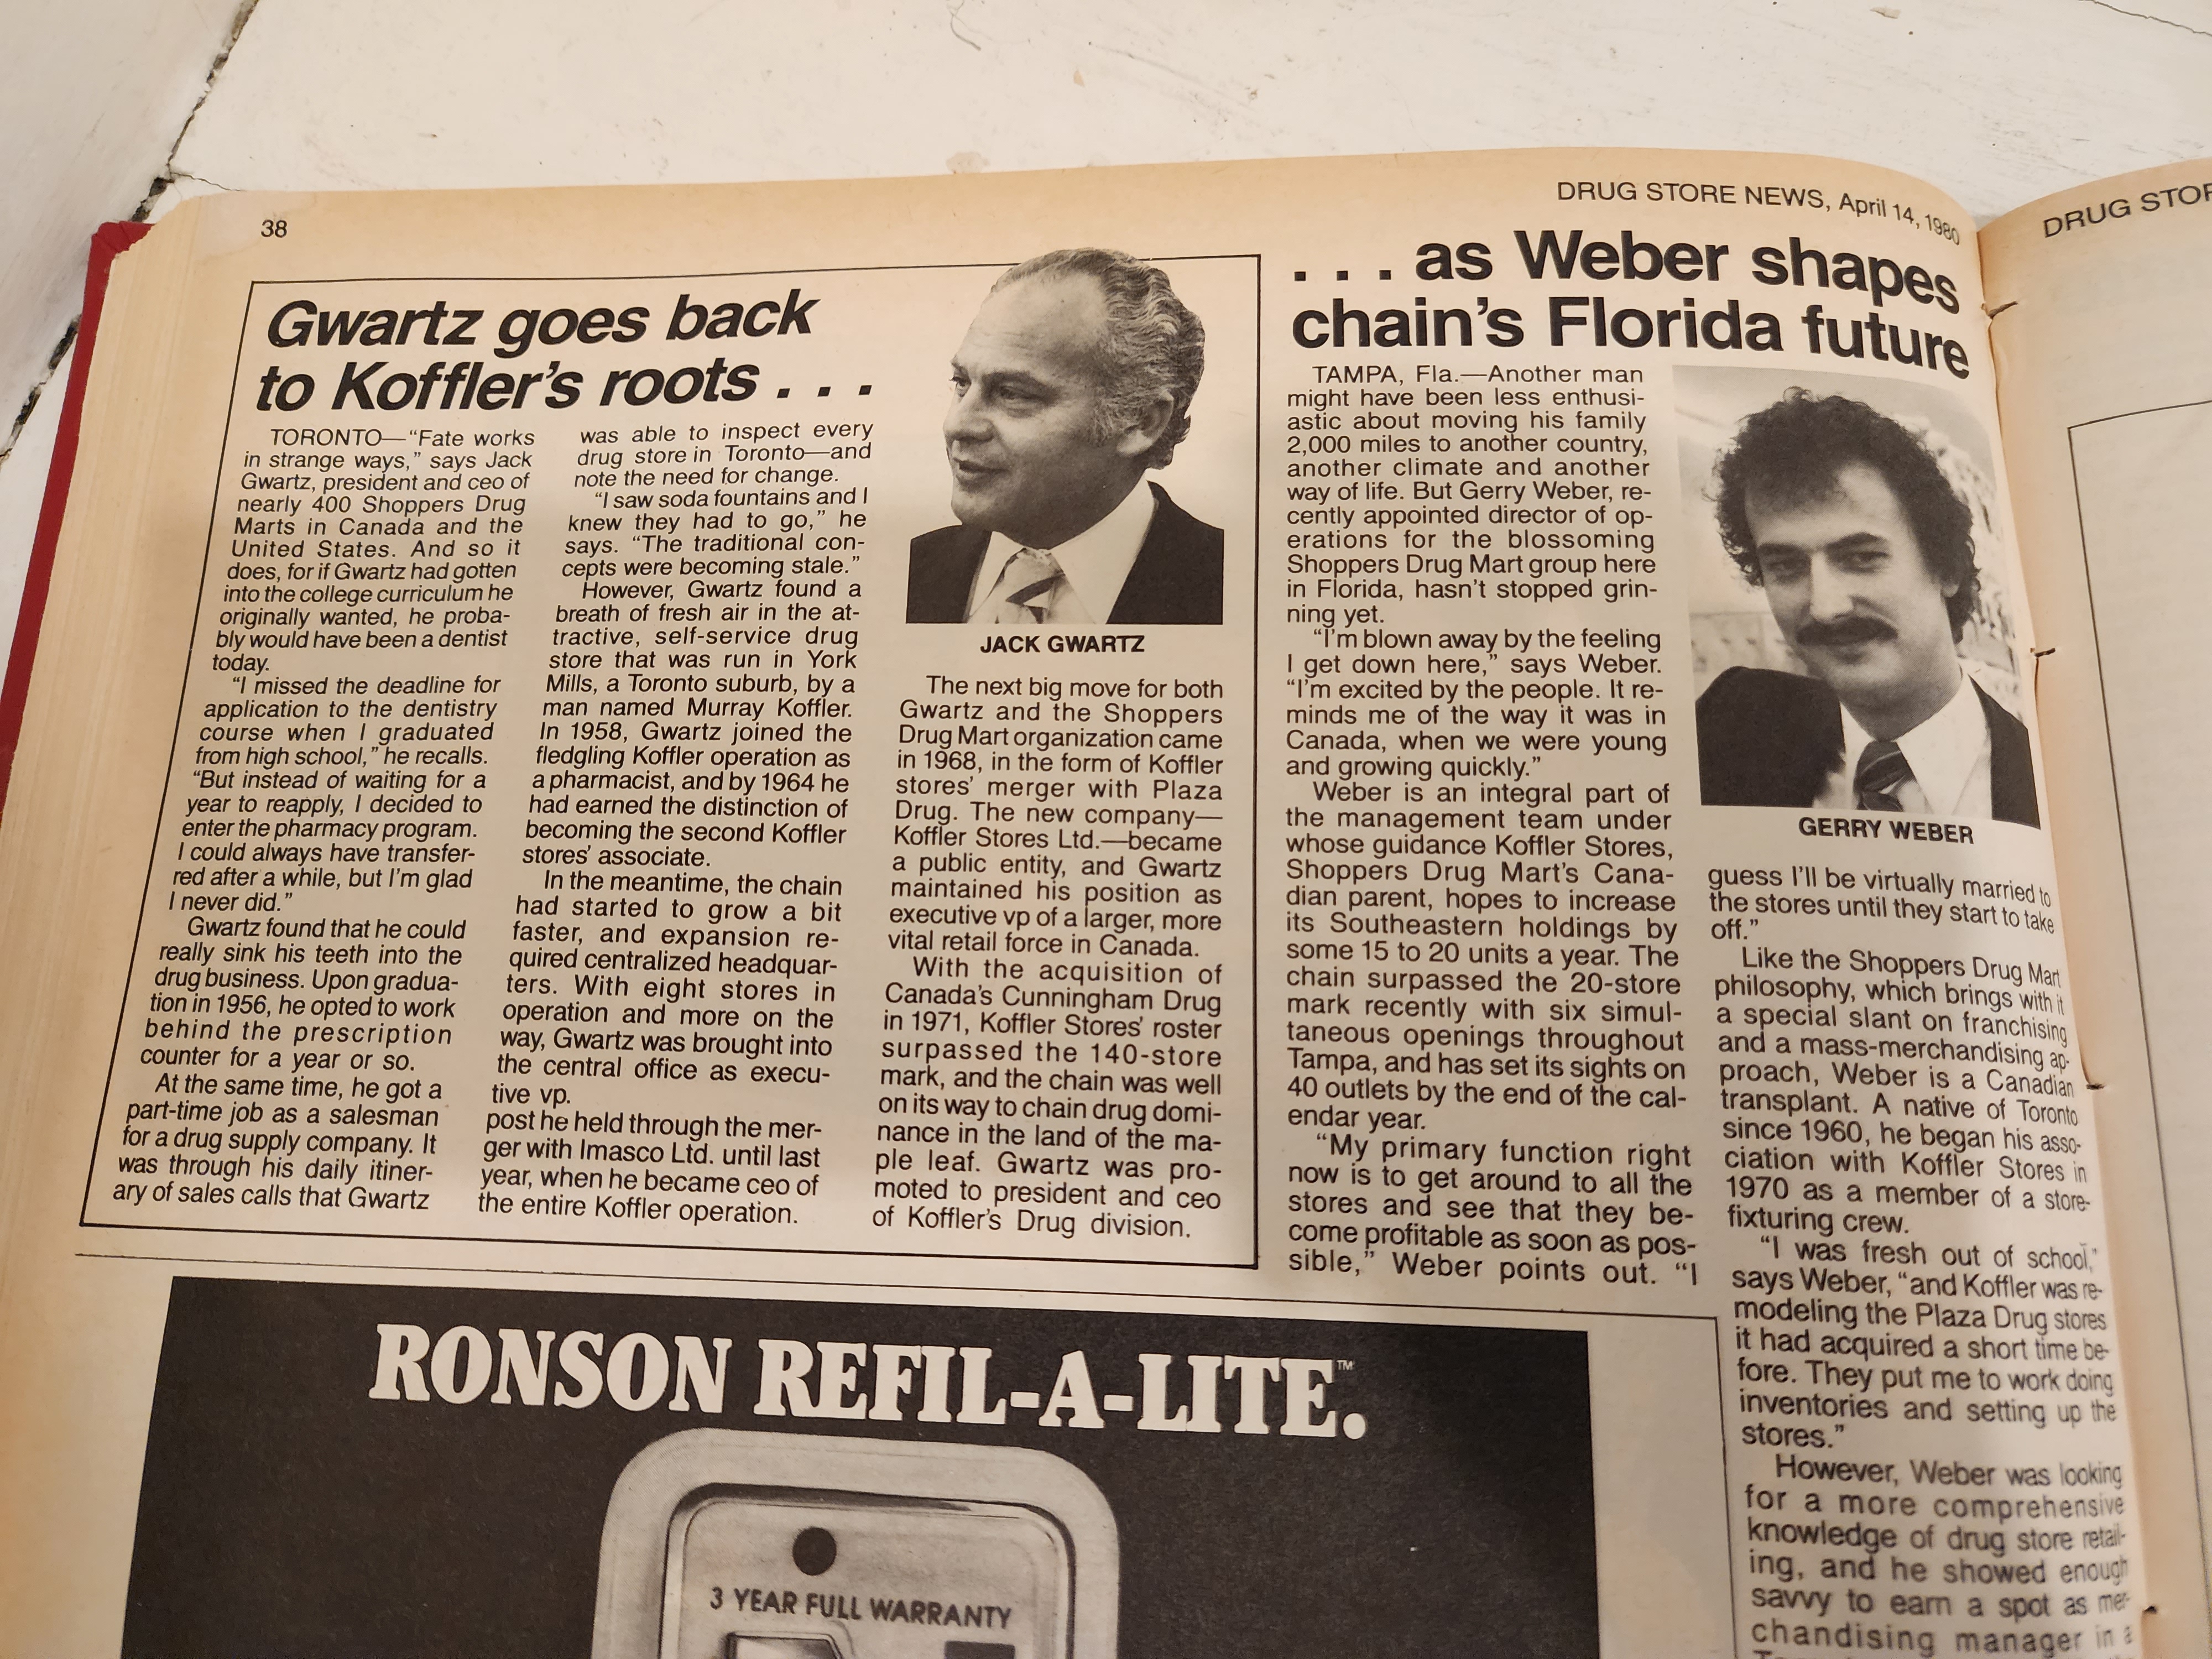 38
DRUG STORE NEWS, April 14, 1980
Gwartz goes back
to Koffler's roots . . .
TORONTO—“Fate works
in strange ways,” says Jack
Gwartz, president and ceo of
nearly 400 Shoppers Drug
Marts in Canada and the
United States. And so it
does, for if Gwartz had gotten
into the college curriculum he
originally wanted, he proba-
bly would have been a dentist
today.
“I missed the deadline for
application to the dentistry
course when I graduated
from high school,” he recalls.
“But instead of waiting for a
year to reapply, I decided to
enter the pharmacy program.
I could always have transfer-
red after a while, but I'm glad
I never did.”
Gwartz found that he could
really sink his teeth into the
drug business. Upon gradua-
tion in 1956, he opted to work
behind the prescription
counter for a year or so.
At the same time, he got a
part-time job as a salesman
for a drug supply company. It
was through his daily itiner-
ary of sales calls that Gwartz
was able to inspect every
drug store in Toronto—and
note the need for change.
“I saw soda fountains and I
knew they had to go,” he
says. “The traditional con-
cepts were becoming stale.”
However, Gwartz found a
breath of fresh air in the at-
tractive, self-service drug
store that was run in York
Mills, a Toronto suburb, by a
man named Murray Koffler.
In 1958, Gwartz joined the
fledgling Koffler operation as
a pharmacist, and by 1964 he
had earned the distinction of
becoming the second Koffler
stores' associate.
In the meantime, the chain
had started to grow a bit
faster, and expansion re-
quired centralized headquar-
ters. With eight stores in
operation and more on the
way, Gwartz was brought into
the central office as execu-
tive vp.
post he held through the mer-
ger with Imasco Ltd. until last
year, when he became ceo of
the entire Koffler operation.
JACK GWARTZ
The next big move for both
Gwartz and the Shoppers
Drug Mart organization came
in 1968, in the form of Koffler
stores' merger with Plaza
Drug. The new company—
Koffler Stores Ltd.—became
a public entity, and Gwartz
maintained his position as
executive vp of a larger, more
vital retail force in Canada.
With the acquisition of
Canada's Cunningham Drug
in 1971, Koffler Stores' roster
surpassed the 140-store
mark, and the chain was well
on its way to chain drug domi-
nance in the land of the ma-
ple leaf. Gwartz was pro-
moted to president and ceo
of Koffler's Drug division.
. . . as Weber shapes
chain's Florida future
TAMPA, Fla.—Another man
might have been less enthusi-
astic about moving his family
2,000 miles to another country,
another climate and another
way of life. But Gerry Weber, re-
cently appointed director of op-
erations for the blossoming
Shoppers Drug Mart group here
in Florida, hasn't stopped grin-
ning yet.
“I'm blown away by the feeling
I get down here,” says Weber.
“I'm excited by the people. It re-
minds me of the way it was in
Canada, when we were young
and growing quickly.”
Weber is an integral part of
the management team under
whose guidance Koffler Stores,
Shoppers Drug Mart's Cana-
dian parent, hopes to increase
its Southeastern holdings by
some 15 to 20 units a year. The
chain surpassed the 20-store
mark recently with six simul-
taneous openings throughout
Tampa, and has set its sights on
40 outlets by the end of the cal-
endar year.
“My primary function right
now is to get around to all the
stores and see that they be-
come profitable as soon as pos-
sible,” Weber points out. “I
GERRY WEBER
guess I'll be virtually married to
the stores until they start to take
off.”
Like the Shoppers Drug Mart
philosophy, which brings with it
a special slant on franchising
and a mass-merchandising ap-
proach, Weber is a Canadian
transplant. A native of Toronto
since 1960, he began his asso-
ciation with Koffler Stores in
1970 as a member of a store-
fixturing crew.
“I was fresh out of school,”
says Weber, “and Koffler was re-
modeling the Plaza Drug stores
it had acquired a short time be-
fore. They put me to work doing
inventories and setting up the
stores.”
However, Weber was looking
for a more comprehensive
knowledge of drug store retail-
ing, and he showed enough
savvy to earn a spot as mer-
chandising manager in a
RONSON REFIL-A-LITE.™
3 YEAR FULL WARRANTY
DRUG STOR